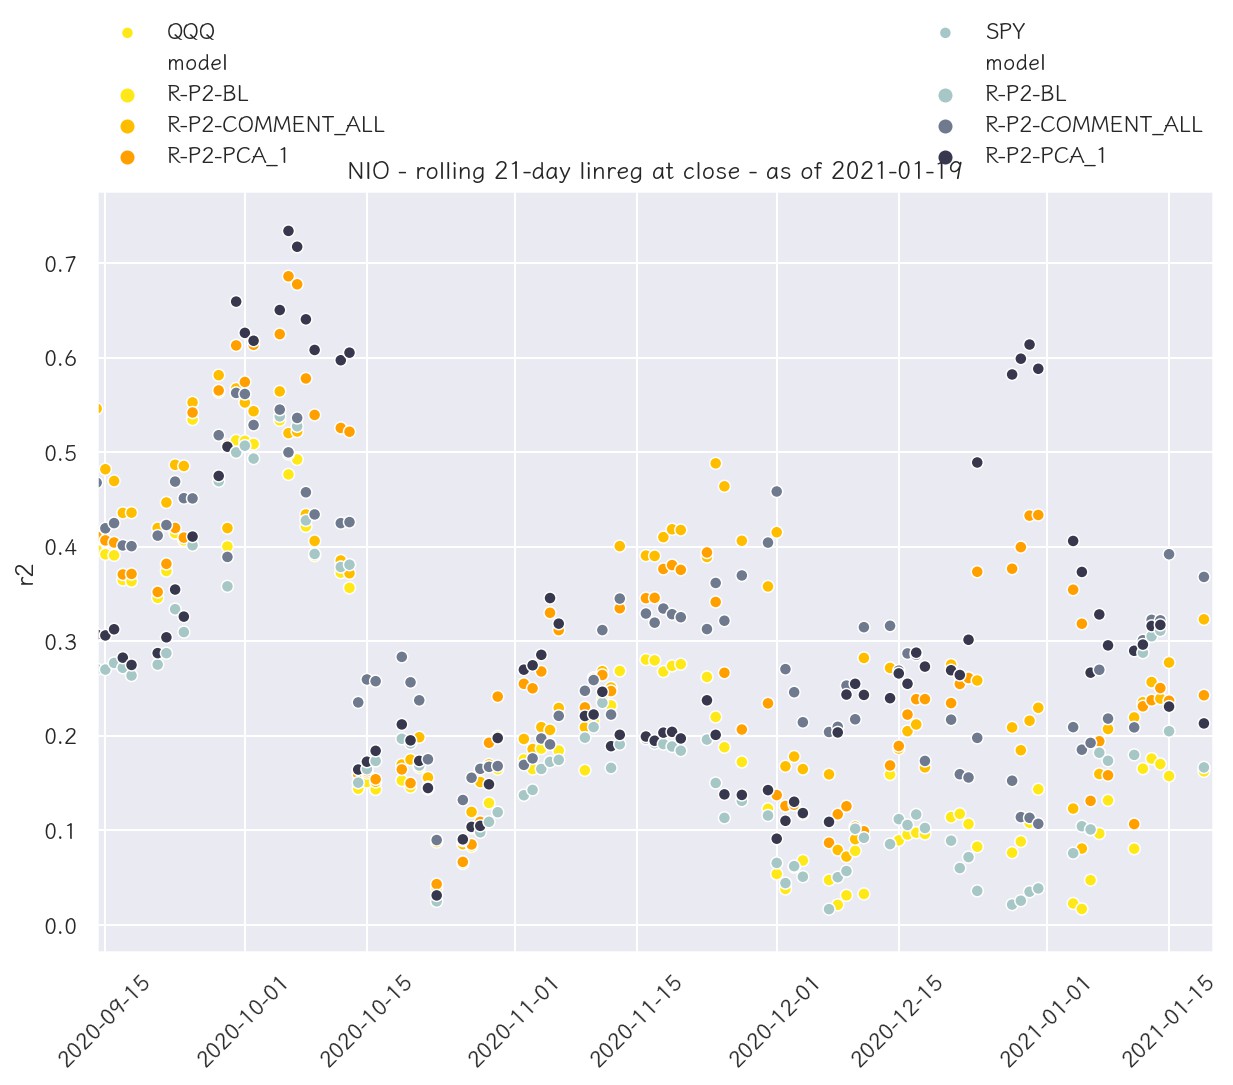 QQQ
model
R-P2-BL
R-P2-COMMENT_ALL
R-P2-PCA_1
SPY
model
R-P2-BL
R-P2-COMMENT_ALL
R-P2-PCA_1
NIO - rolling 21-day linreg at close - as of 2021-01-19
r2
0.7
0.6
0.5
0.4
0.3
0.2
0.1
0.0
2020-09-15
2020-10-01
2020-10-15
2020-11-01
2020-11-15
2020-12-01
2020-12-15
2021-01-01
2021-01-15